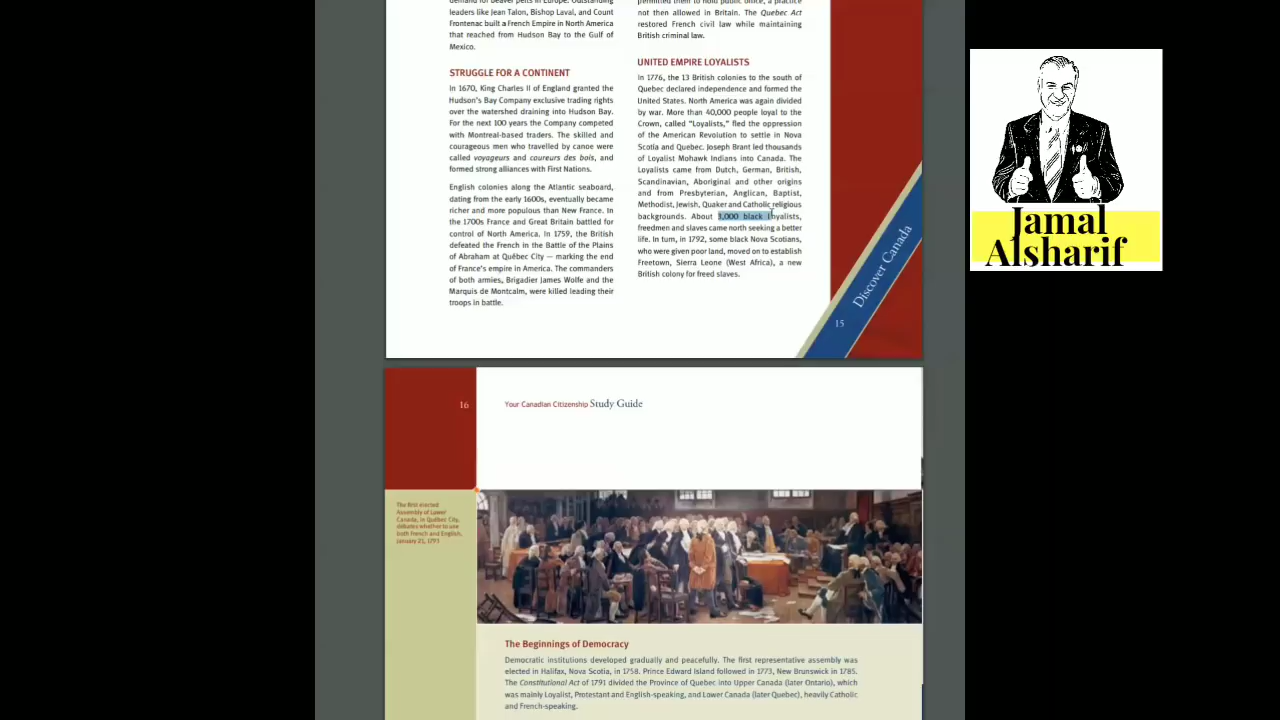 demand for beaver pelts in Europe. Outstanding
leaders like Jean Talon, Bishop Laval, and Count
Frontenac built a French Empire in North America
that reached from Hudson Bay to the Gulf of
Mexico.
STRUGGLE FOR A CONTINENT
In 1670, King Charles II of England granted the
Hudson's Bay Company exclusive trading rights
over the watershed draining into Hudson Bay.
For the next 100 years the Company competed
with Montreal-based traders. The skilled and
courageous men who travelled by canoe were
called voyageurs and coureurs des bois, and
formed strong alliances with First Nations.
English colonies along the Atlantic seaboard,
dating from the early 1600s, eventually became
richer and more populous than New France. In
the 1700s France and Great Britain battled for
control of North America. In 1759, the British
defeated the French in the Battle of the Plains
of Abraham at Québec City — marking the end
of France's empire in America. The commanders
of both armies, Brigadier James Wolfe and the
Marquis de Montcalm, were killed leading their
troops in battle.
permitted them to hold public office, a practice
not then allowed in Britain. The Quebec Act
restored French civil law while maintaining
British criminal law.
UNITED EMPIRE LOYALISTS
In 1776, the 13 British colonies to the south of
Quebec declared independence and formed the
United States. North America was again divided
by war. More than 40,000 people loyal to the
Crown, called "Loyalists," fled the oppression
of the American Revolution to settle in Nova
Scotia and Quebec. Joseph Brant led thousands
of Loyalist Mohawk Indians into Canada. The
Loyalists came from Dutch, German, British,
Scandinavian, Aboriginal and other origins
and from Presbyterian, Anglican, Baptist,
Methodist, Jewish, Quaker and Catholic religious
backgrounds. About 3,000 black loyalists,
freedmen and slaves came north seeking a better
life. In turn, in 1792, some black Nova Scotians,
who were given poor land, moved on to establish
Freetown, Sierra Leone (West Africa), a new
British colony for freed slaves.
Discover Canada
15
Jamal
Alsharif
16
Your Canadian Citizenship Study Guide
The first elected
Assembly of Lower
Canada, in Québec City,
debates whether to use
both French and English,
January 21, 1793
The Beginnings of Democracy
Democratic institutions developed gradually and peacefully. The first representative assembly was
elected in Halifax, Nova Scotia, in 1758. Prince Edward Island followed in 1773, New Brunswick in 1785.
The Constitutional Act of 1791 divided the Province of Quebec into Upper Canada (later Ontario), which
was mainly Loyalist, Protestant and English-speaking, and Lower Canada (later Quebec), heavily Catholic
and French-speaking.